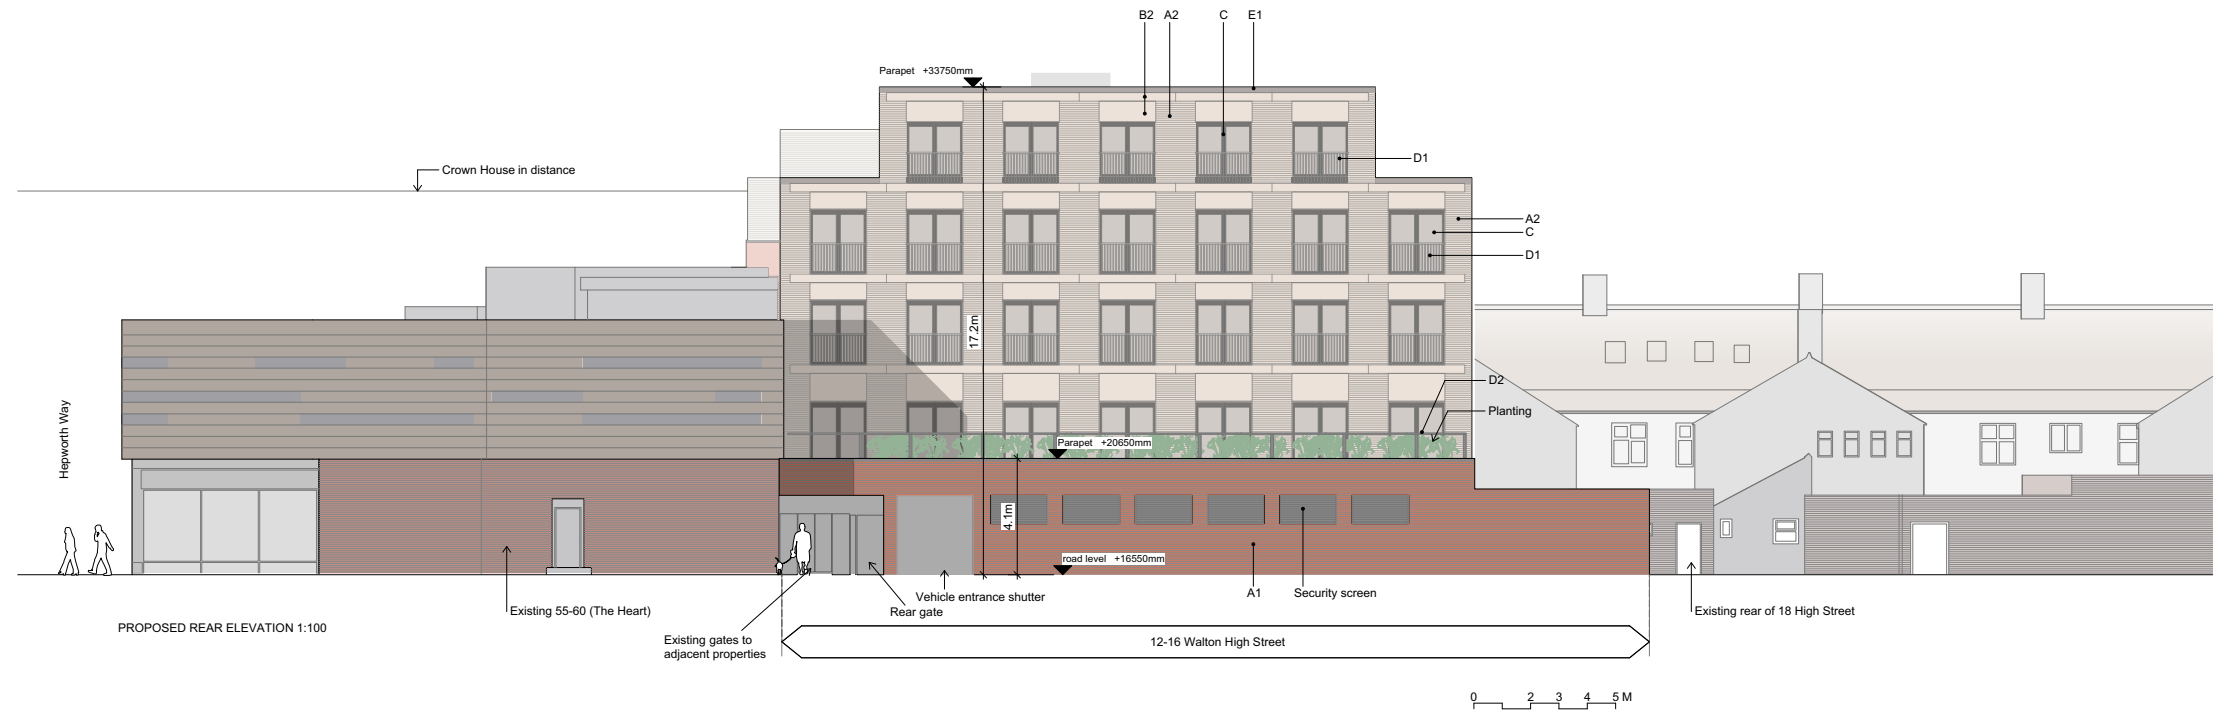 B2 A2 C E1
Parapet +33750mm
Crown House in distance
D1
A2
C
D1
17.2m
D2
Planting
Hepworth Way
Parapet +20650mm
4.1m
road level +16550mm
Vehicle entrance shutter
A1
Security screen
Rear gate
Existing 55-60 (The Heart)
Existing rear of 18 High Street
PROPOSED REAR ELEVATION 1:100
Existing gates to
adjacent properties
12-16 Walton High Street
0 2 3 4 5 M